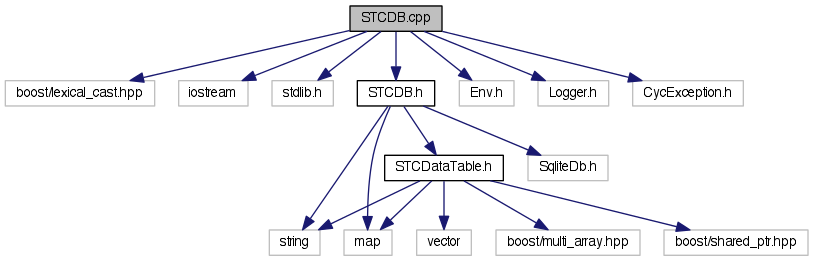 STCDB.cpp
boost/lexical_cast.hpp
iostream
stdlib.h
STCDB.h
Env.h
Logger.h
CycException.h
STCDataTable.h
SqliteDb.h
string
map
vector
boost/multi_array.hpp
boost/shared_ptr.hpp